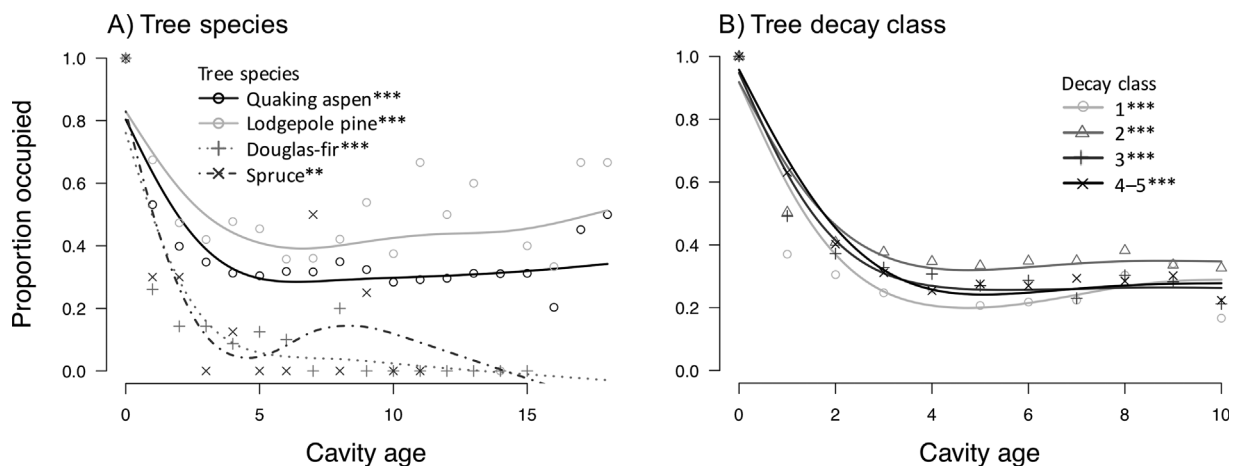 A) Tree species
Proportion occupied
1.0
0.8
0.6
0.4
0.2
0.0
Tree species
Quaking aspen***
Lodgepole pine***
Douglas-fir***
Spruce**
0 5 10 15
Cavity age
B) Tree decay class
1.0
0.8
0.6
0.4
0.2
0.0
Decay class
1***
2***
3***
4–5***
0 2 4 6 8 10
Cavity age